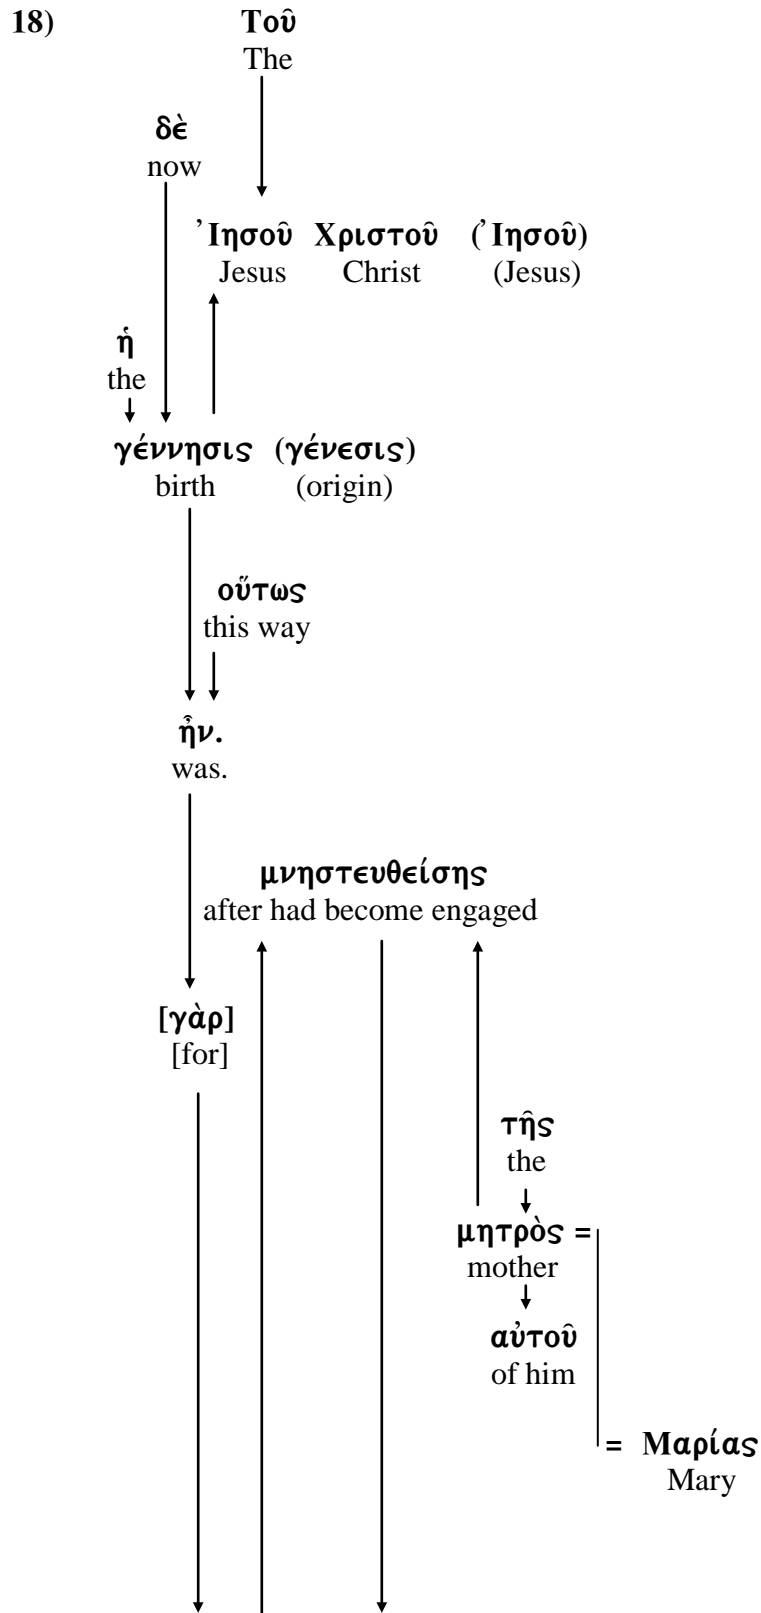 18) Τοῦ
The
δὲ
now
Ἰησοῦ Χριστοῦ (Ἰησοῦ)
Jesus Christ (Jesus)
ἡ
the
γέννησις (γένεσις)
birth (origin)
οὕτως
this way
ἦν.
was.
μνηστευθείσης
after had become engaged
[γὰρ]
[for]
τῆς
the
μητρὸς =
mother
αὐτοῦ
of him
= Μαρίας
Mary